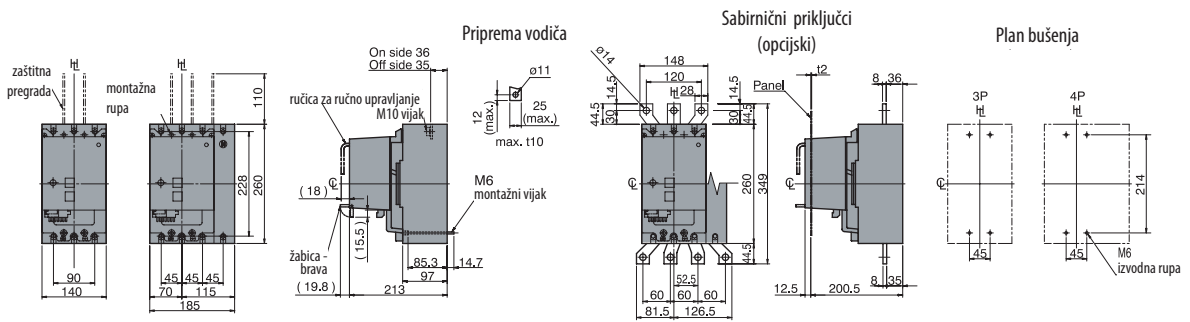 Priprema vodiča
Sabirnični priključci
(opcijski)
Plan bušenja
zaštitna
pregrada
montažna
rupa
110
228
260
90
140
45 45 45
70 115
185
On side 36
Off side 35
ručica za ručno upravljanje
M10 vijak
(18)
M6
montažni vijak
(15.5)
žabica -
brava
(19.8)
85.3 14.7
97
213
ø11
12
(max.)
25
(max.)
max. t10
ø14
148
120
28
14.5
44.5
30
14.5
30
44.5
260
349
44.5
52.5
60 60 60
81.5 126.5
Panel
t2
8 36
8 35
12.5 200.5
3P
4P
45
45
214
M6
izvodna rupa